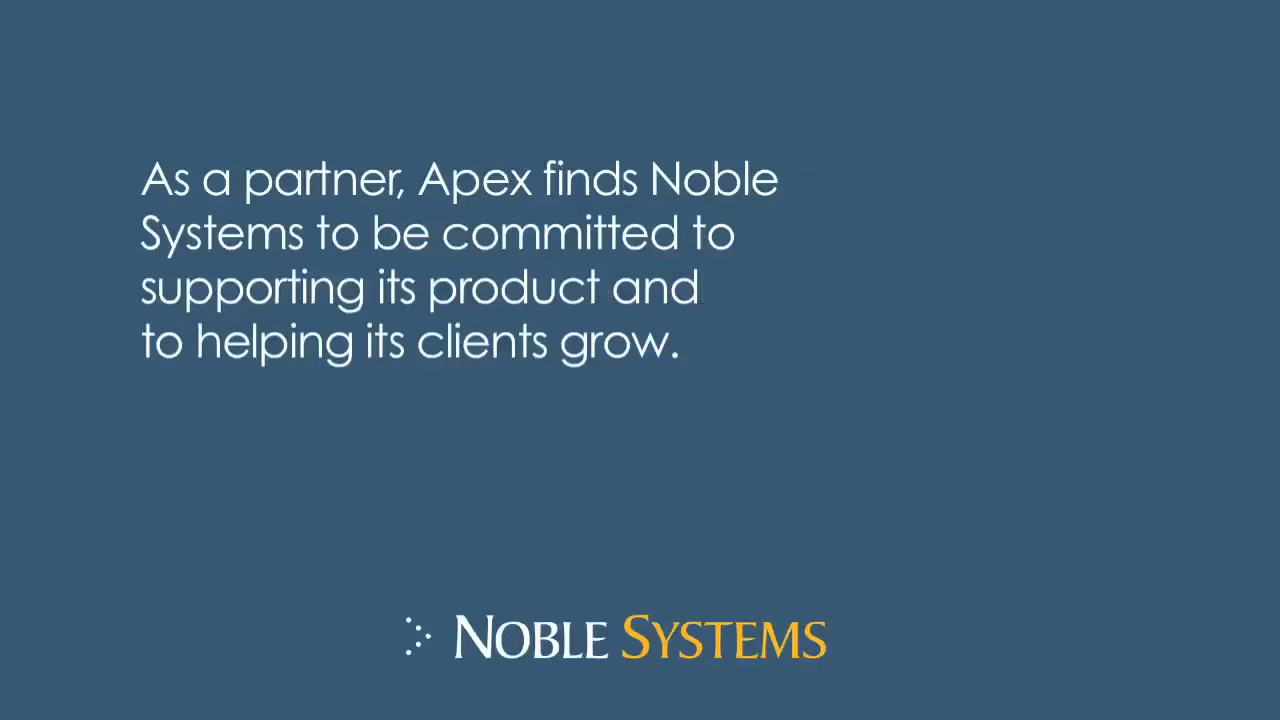 As a partner, Apex finds Noble
Systems to be committed to
supporting its product and
to helping its clients grow.
NOBLE SYSTEMS